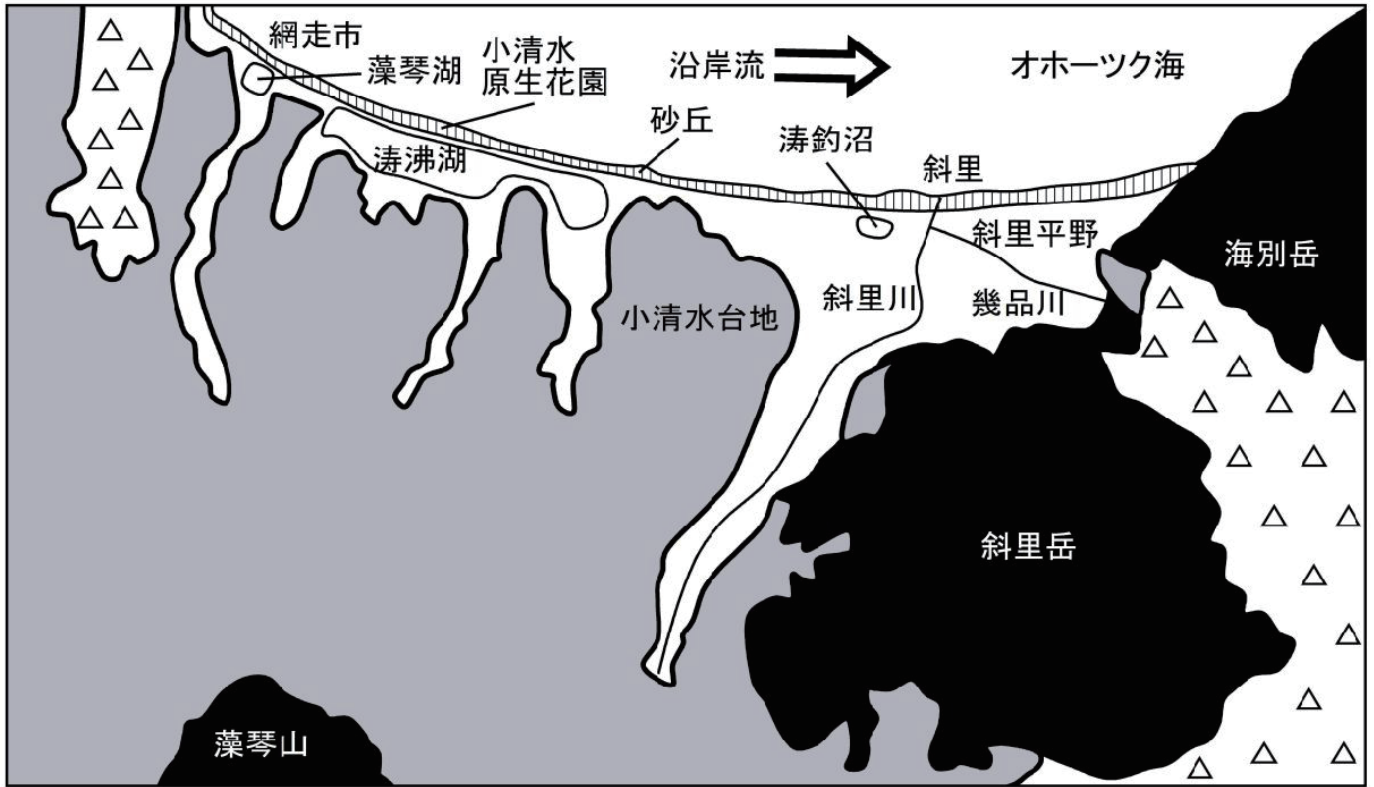 網走市
藻琴湖
小清水
原生花園
沿岸流
オホーツク海
砂丘
涛釣沼
涛沸湖
斜里
斜里平野
海別岳
小清水台地
斜里川
幾品川
斜里岳
藻琴山